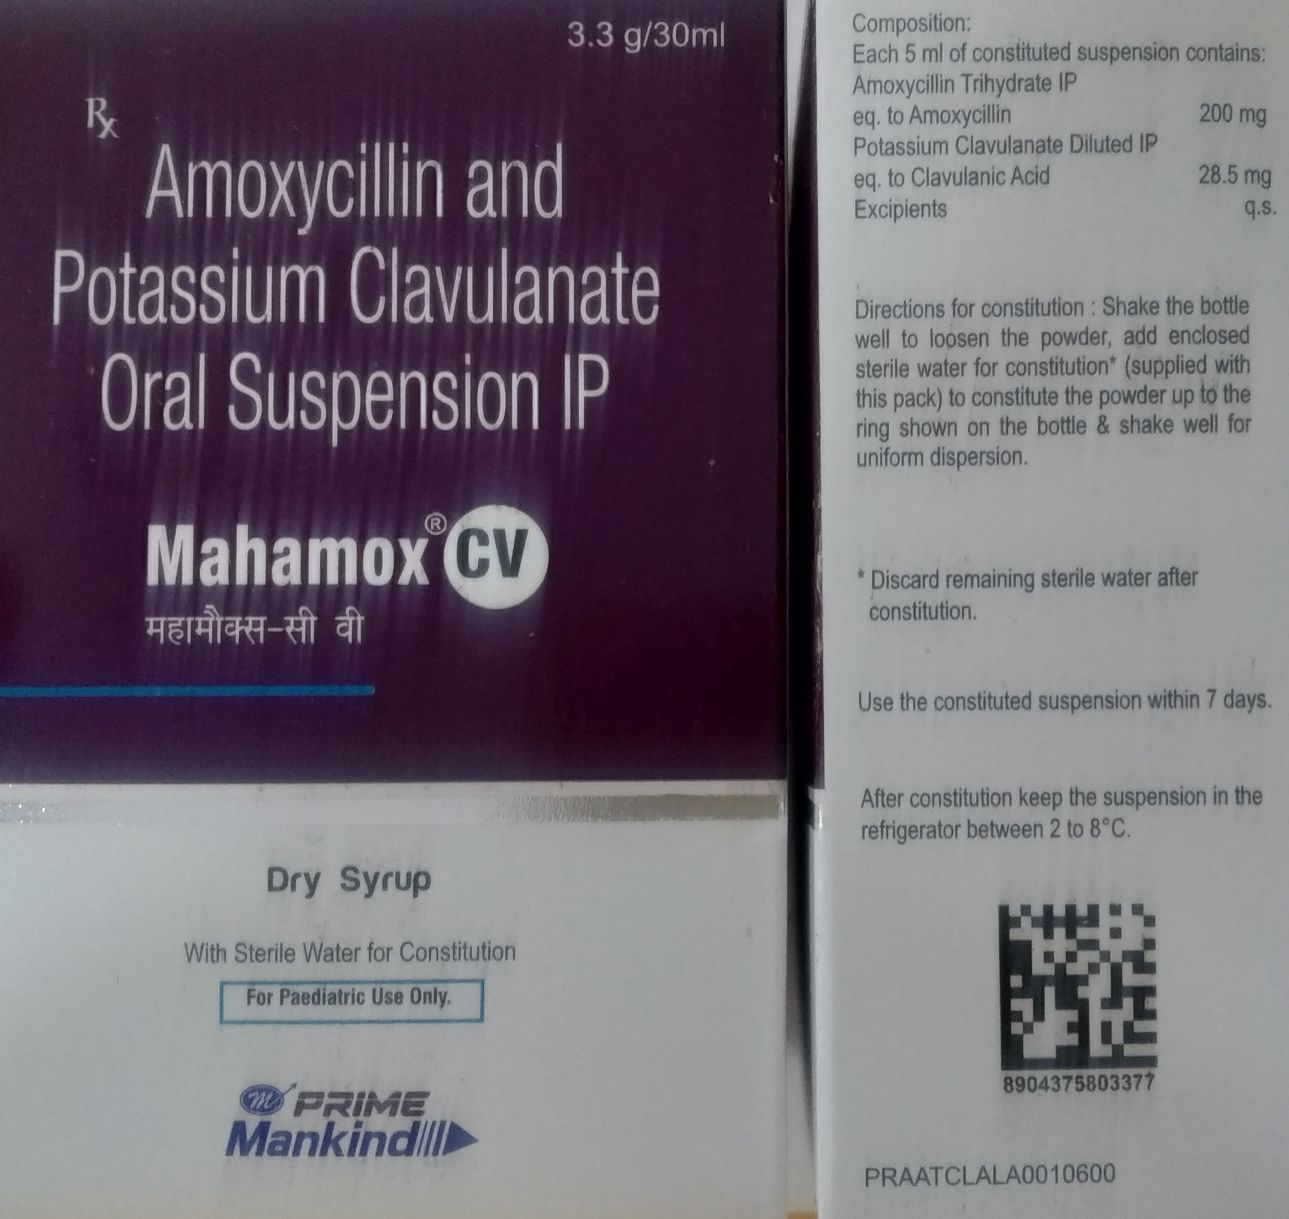 3.3 g/30ml
Rx
Amoxycillin and
Potassium Clavulanate
Oral Suspension IP
Mahamox® CV
महामौक्स-सी वी
Dry Syrup
With Sterile Water for Constitution
For Paediatric Use Only.
m PRIME
Mankind
Composition:
Each 5 ml of constituted suspension contains:
Amoxycillin Trihydrate IP
eq. to Amoxycillin 200 mg
Potassium Clavulanate Diluted IP
eq. to Clavulanic Acid 28.5 mg
Excipients q.s.
Directions for constitution : Shake the bottle
well to loosen the powder, add enclosed
sterile water for constitution* (supplied with
this pack) to constitute the powder up to the
ring shown on the bottle & shake well for
uniform dispersion.
* Discard remaining sterile water after
constitution.
Use the constituted suspension within 7 days.
After constitution keep the suspension in the
refrigerator between 2 to 8°C.
8904375803377
PRAATCLALA0010600